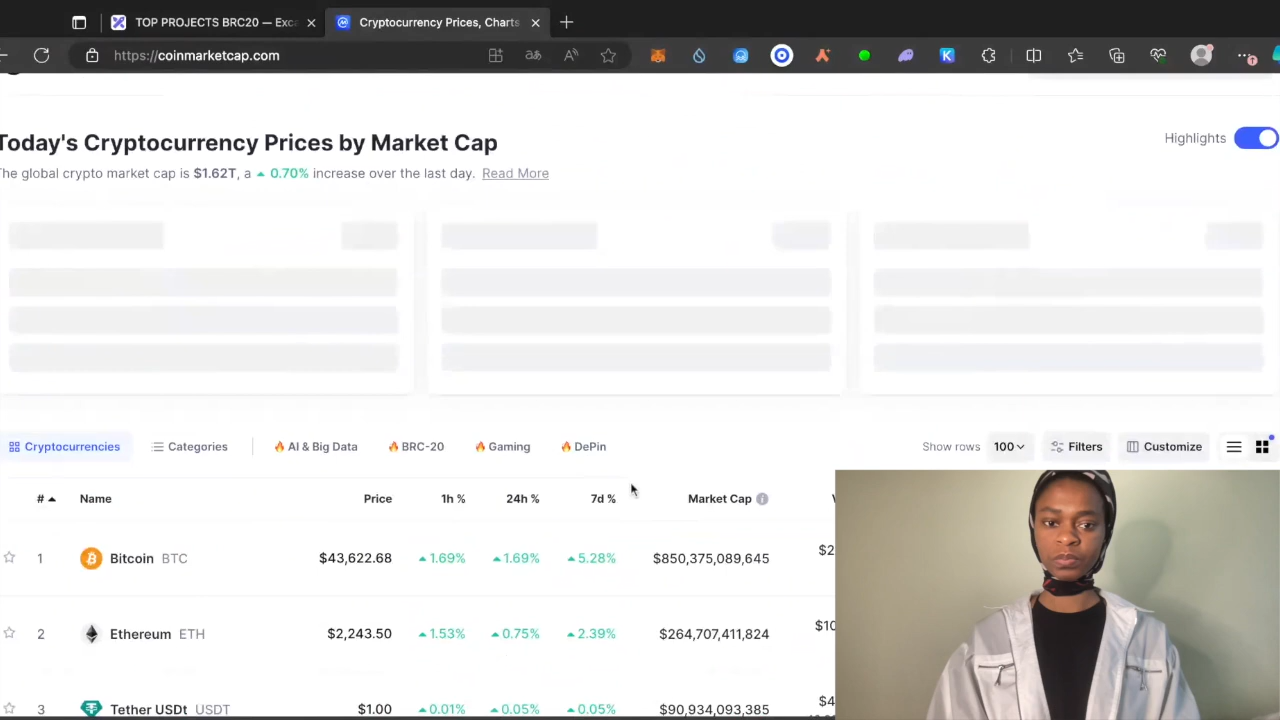 TOP PROJECTS BRC20 — Exca
Cryptocurrency Prices, Charts
https://coinmarketcap.com
Today's Cryptocurrency Prices by Market Cap
Highlights
The global crypto market cap is $1.62T, a 0.70% increase over the last day. Read More
Cryptocurrencies
Categories
AI & Big Data
BRC-20
Gaming
DePin
Show rows
100
Filters
Customize
# Name Price 1h % 24h % 7d % Market Cap
1 Bitcoin BTC $43,622.68 1.69% 1.69% 5.28% $850,375,089,645 $2
2 Ethereum ETH $2,243.50 1.53% 0.75% 2.39% $264,707,411,824 $10
3 Tether USDt USDT $1.00 0.01% 0.05% 0.05% $90,934,093,385 $4